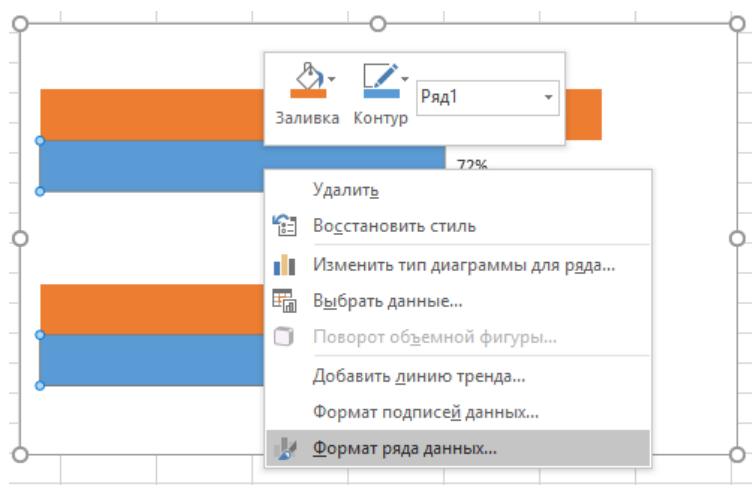 Заливка Контур
Ряд1
72%
Удалить
Восстановить стиль
Изменить тип диаграммы для ряда...
Выбрать данные...
Поворот объемной фигуры...
Добавить линию тренда...
Формат подписей данных...
Формат ряда данных...